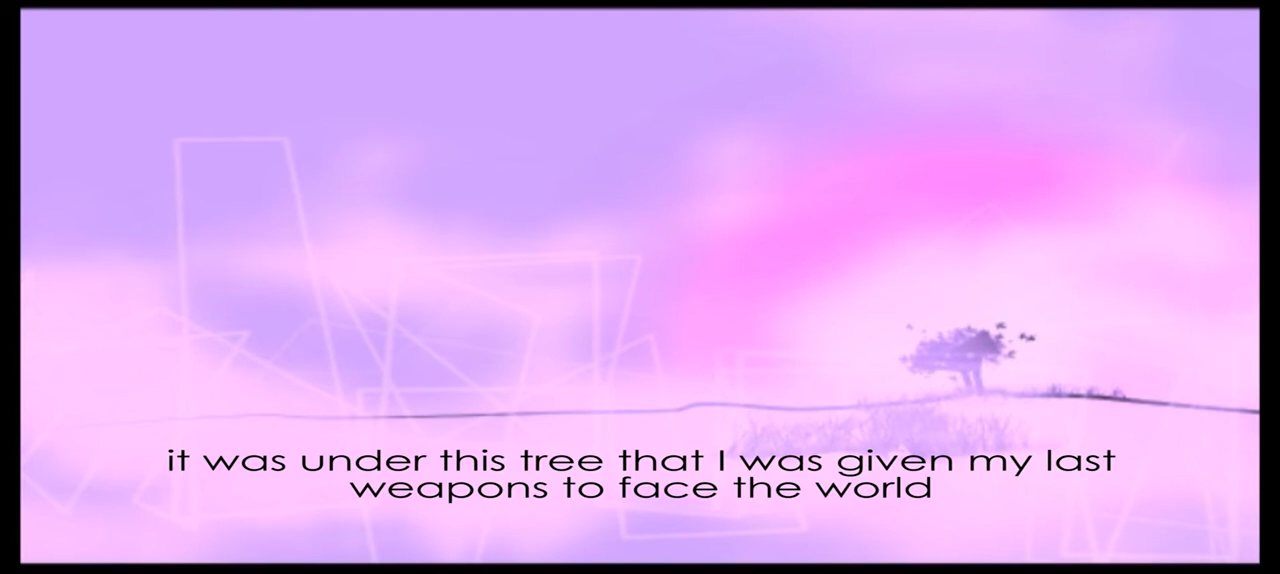 it was under this tree that I was given my last
weapons to face the world